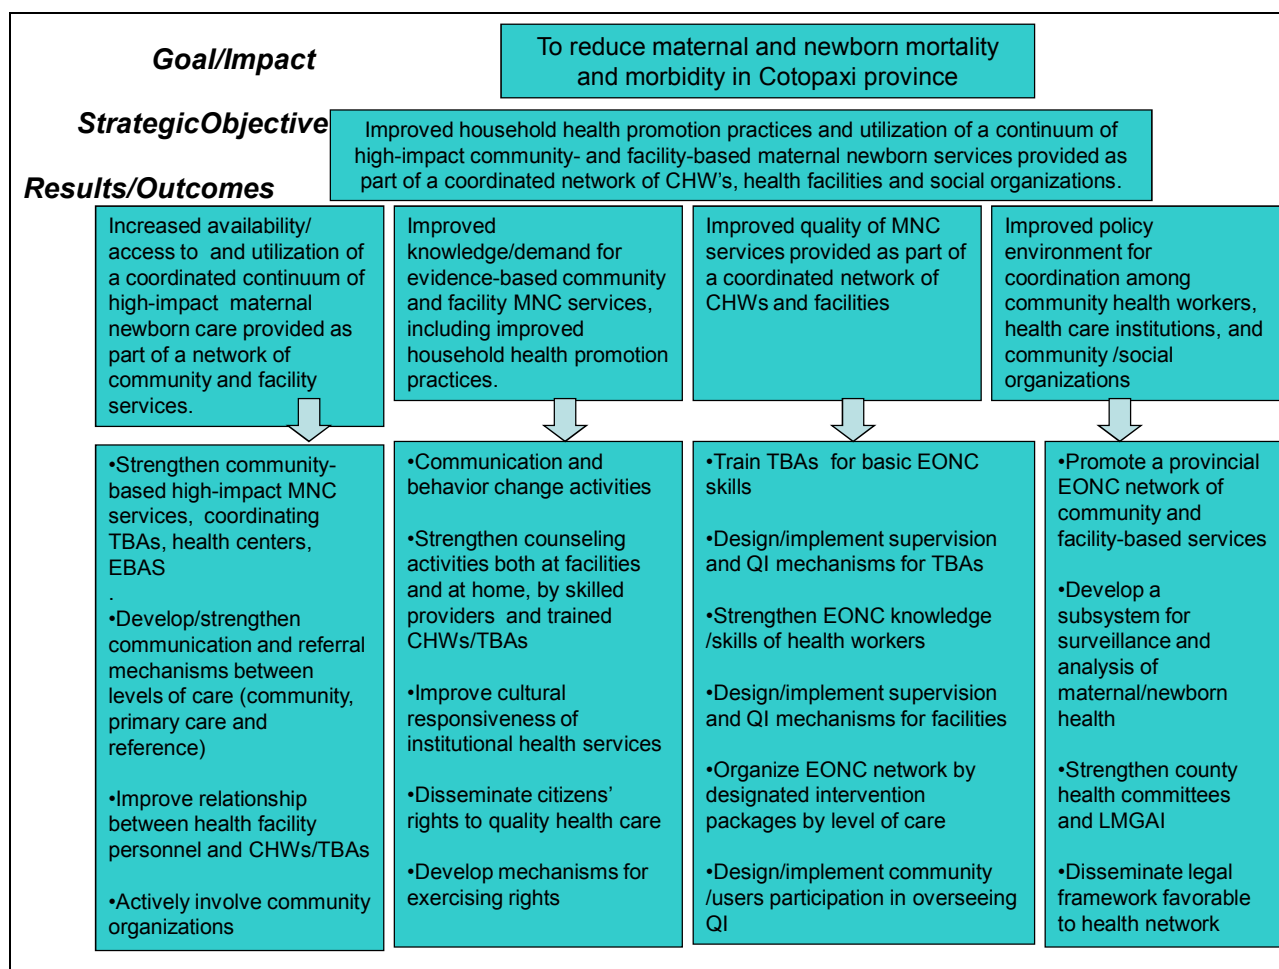 Goal/Impact
To reduce maternal and newborn mortality
and morbidity in Cotopaxi province
StrategicObjective
Improved household health promotion practices and utilization of a continuum of
high-impact community- and facility-based maternal newborn services provided as
part of a coordinated network of CHW's, health facilities and social organizations.
Results/Outcomes
Increased availability/
access to and utilization of
a coordinated continuum of
high-impact maternal
newborn care provided as
part of a network of
community and facility
services.
Improved
knowledge/demand for
evidence-based community
and facility MNC services,
including improved
household health promotion
practices.
Improved quality of MNC
services provided as part of
a coordinated network of
CHWs and facilities
Improved policy
environment for
coordination among
community health workers,
health care institutions, and
community /social
organizations
•Strengthen community-
based high-impact MNC
services, coordinating
TBAs, health centers,
EBAS
.
•Develop/strengthen
communication and referral
mechanisms between
levels of care (community,
primary care and
reference)
•Improve relationship
between health facility
personnel and CHWs/TBAs
•Actively involve community
organizations
•Communication and
behavior change activities
•Strengthen counseling
activities both at facilities
and at home, by skilled
providers and trained
CHWs/TBAs
•Improve cultural
responsiveness of
institutional health services
•Disseminate citizens'
rights to quality health care
•Develop mechanisms for
exercising rights
•Train TBAs for basic EONC
skills
•Design/implement supervision
and QI mechanisms for TBAs
•Strengthen EONC knowledge
/skills of health workers
•Design/implement supervision
and QI mechanisms for facilities
•Organize EONC network by
designated intervention
packages by level of care
•Design/implement community
/users participation in overseeing
QI
•Promote a provincial
EONC network of
community and
facility-based services
•Develop a
subsystem for
surveillance and
analysis of
maternal/newborn
health
•Strengthen county
health committees
and LMGAI
•Disseminate legal
framework favorable
to health network